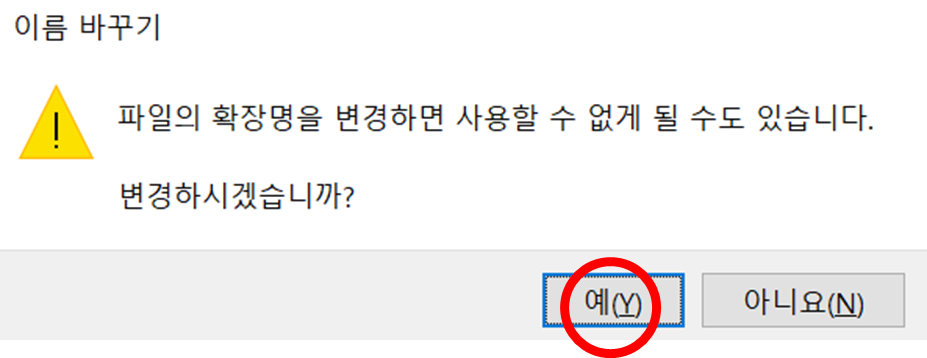 이름 바꾸기
파일의 확장명을 변경하면 사용할 수 없게 될 수도 있습니다.
변경하시겠습니까?
예(Y)
아니요(N)